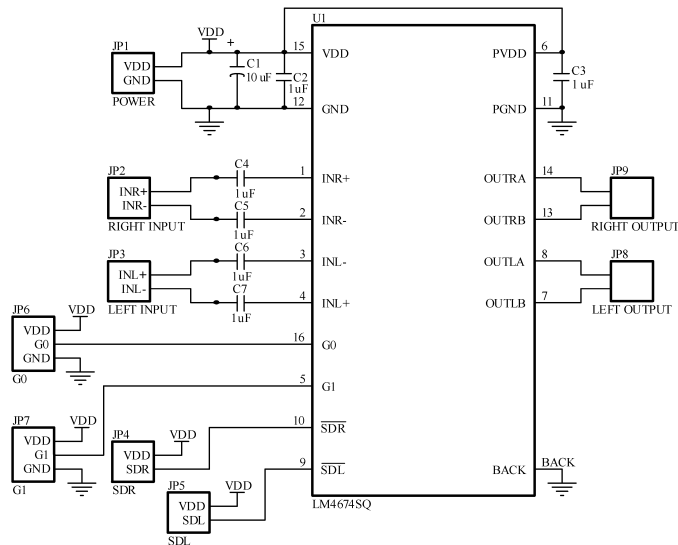 U1
VDD
+
JP1
VDD
GND
POWER
C1
10 uF
C2
1uF
15
VDD
12
GND
PVDD
6
C3
1 uF
PGND
11
JP2
INR+
INR-
RIGHT INPUT
C4
1uF
1
INR+
C5
1uF
2
INR-
OUTRA
14
OUTRB
13
JP9
RIGHT OUTPUT
JP3
INL+
INL-
LEFT INPUT
C6
1uF
3
INL-
C7
1uF
4
INL+
OUTLA
8
OUTLB
7
JP8
LEFT OUTPUT
JP6
VDD
VDD
G0
GND
G0
16
G0
5
G1
JP7
VDD
VDD
G1
GND
G1
JP4
VDD
VDD
SDR
SDR
10
SDR
JP5
VDD
VDD
SDL
SDL
9
SDL
BACK
BACK
LM4674SQ